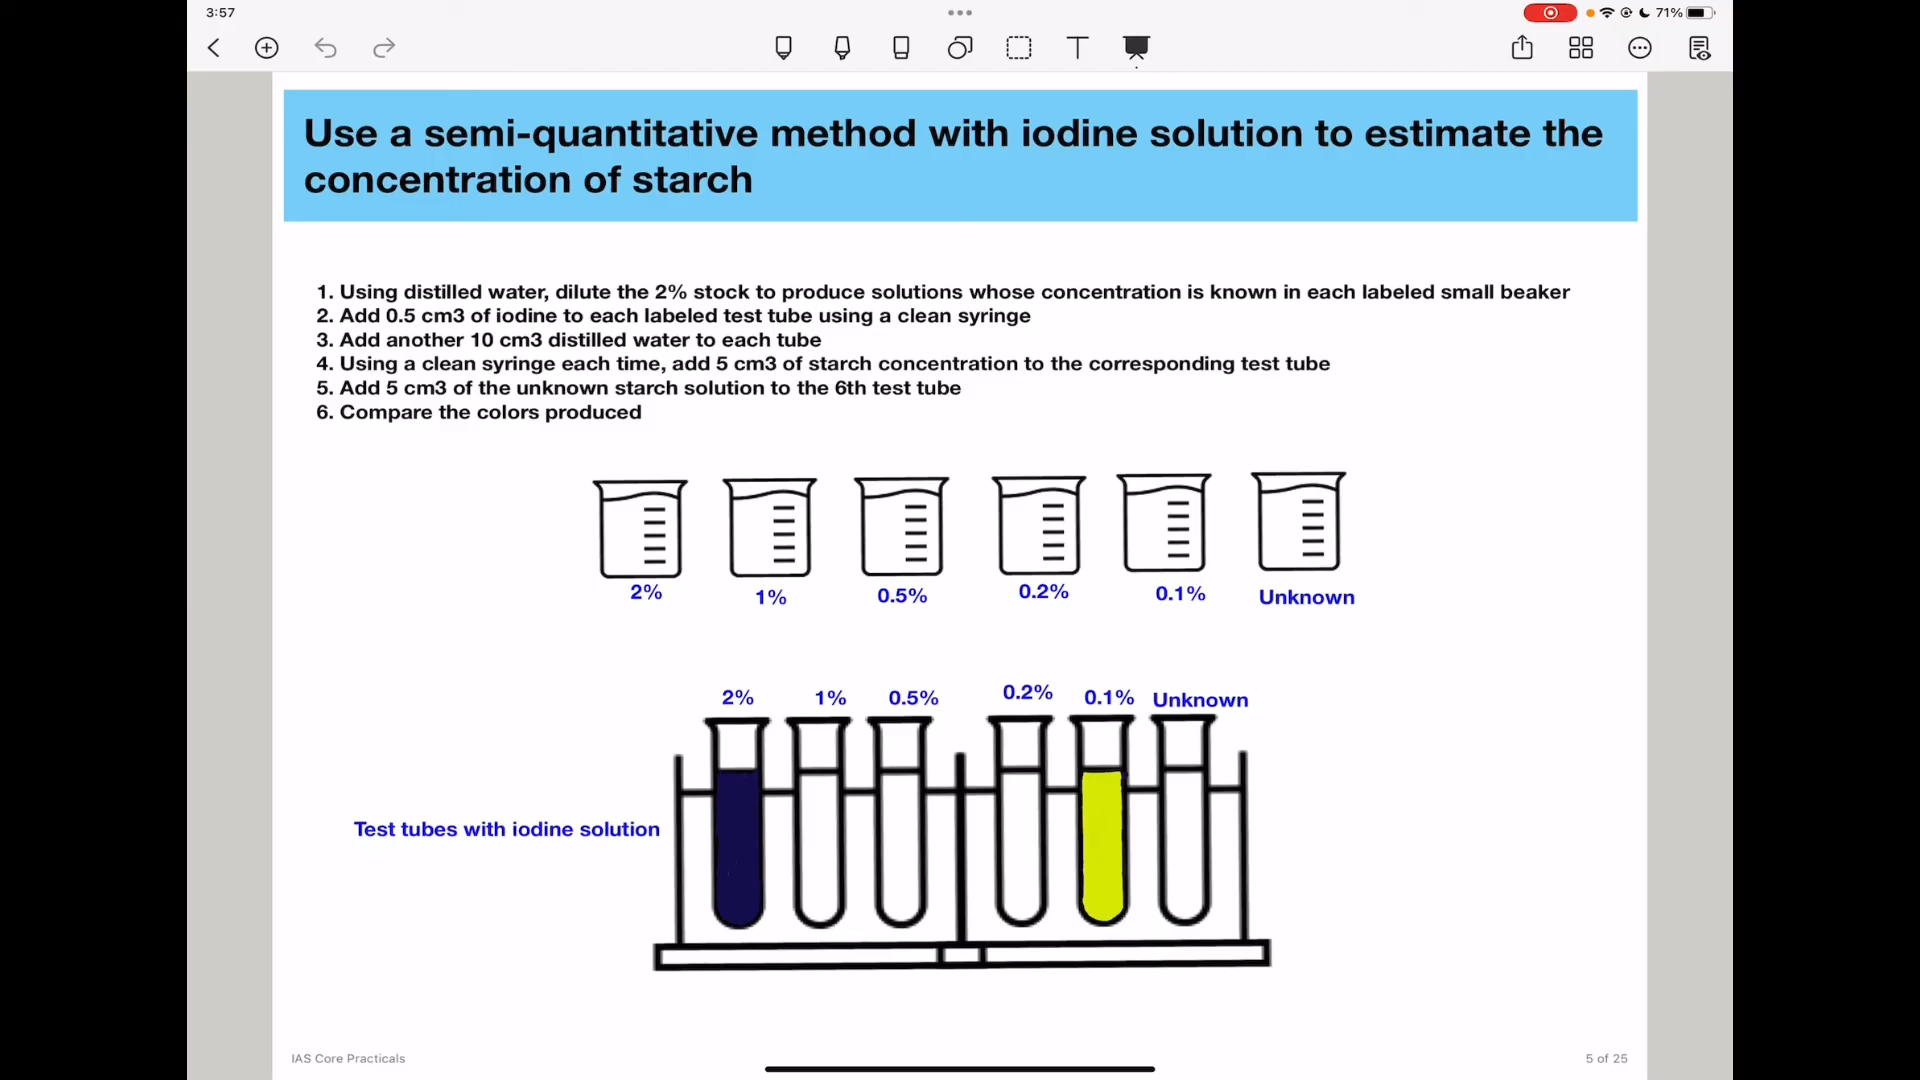 3:57
71%
Use a semi-quantitative method with iodine solution to estimate the
concentration of starch
1. Using distilled water, dilute the 2% stock to produce solutions whose concentration is known in each labeled small beaker
2. Add 0.5 cm3 of iodine to each labeled test tube using a clean syringe
3. Add another 10 cm3 distilled water to each tube
4. Using a clean syringe each time, add 5 cm3 of starch concentration to the corresponding test tube
5. Add 5 cm3 of the unknown starch solution to the 6th test tube
6. Compare the colors produced
2% 1% 0.5% 0.2% 0.1% Unknown
2% 1% 0.5% 0.2% 0.1% Unknown
Test tubes with iodine solution
IAS Core Practicals
5 of 25